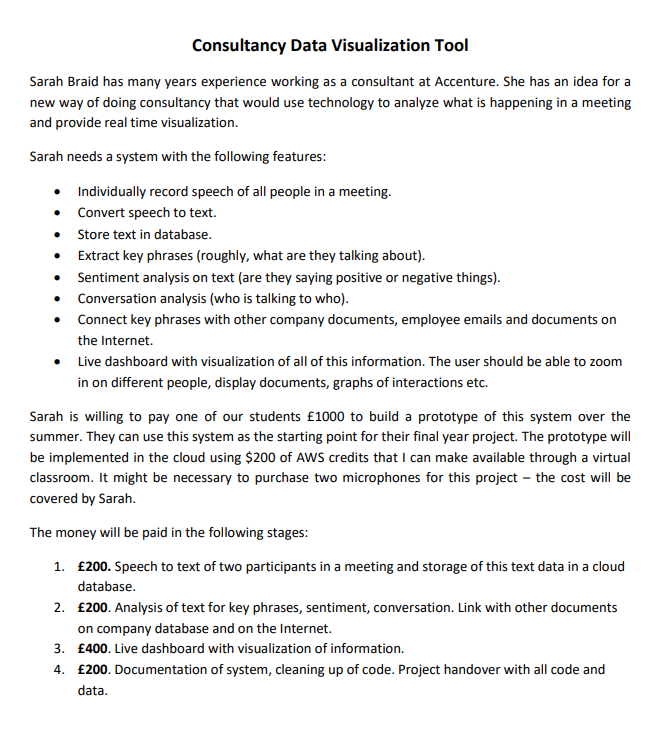 Consultancy Data Visualization Tool
Sarah Braid has many years experience working as a consultant at Accenture. She has an idea for a
new way of doing consultancy that would use technology to analyze what is happening in a meeting
and provide real time visualization.
Sarah needs a system with the following features:
• Individually record speech of all people in a meeting.
• Convert speech to text.
• Store text in database.
• Extract key phrases (roughly, what are they talking about).
• Sentiment analysis on text (are they saying positive or negative things).
• Conversation analysis (who is talking to who).
• Connect key phrases with other company documents, employee emails and documents on
the Internet.
• Live dashboard with visualization of all of this information. The user should be able to zoom
in on different people, display documents, graphs of interactions etc.
Sarah is willing to pay one of our students £1000 to build a prototype of this system over the
summer. They can use this system as the starting point for their final year project. The prototype will
be implemented in the cloud using $200 of AWS credits that I can make available through a virtual
classroom. It might be necessary to purchase two microphones for this project – the cost will be
covered by Sarah.
The money will be paid in the following stages:
1. £200. Speech to text of two participants in a meeting and storage of this text data in a cloud
database.
2. £200. Analysis of text for key phrases, sentiment, conversation. Link with other documents
on company database and on the Internet.
3. £400. Live dashboard with visualization of information.
4. £200. Documentation of system, cleaning up of code. Project handover with all code and
data.